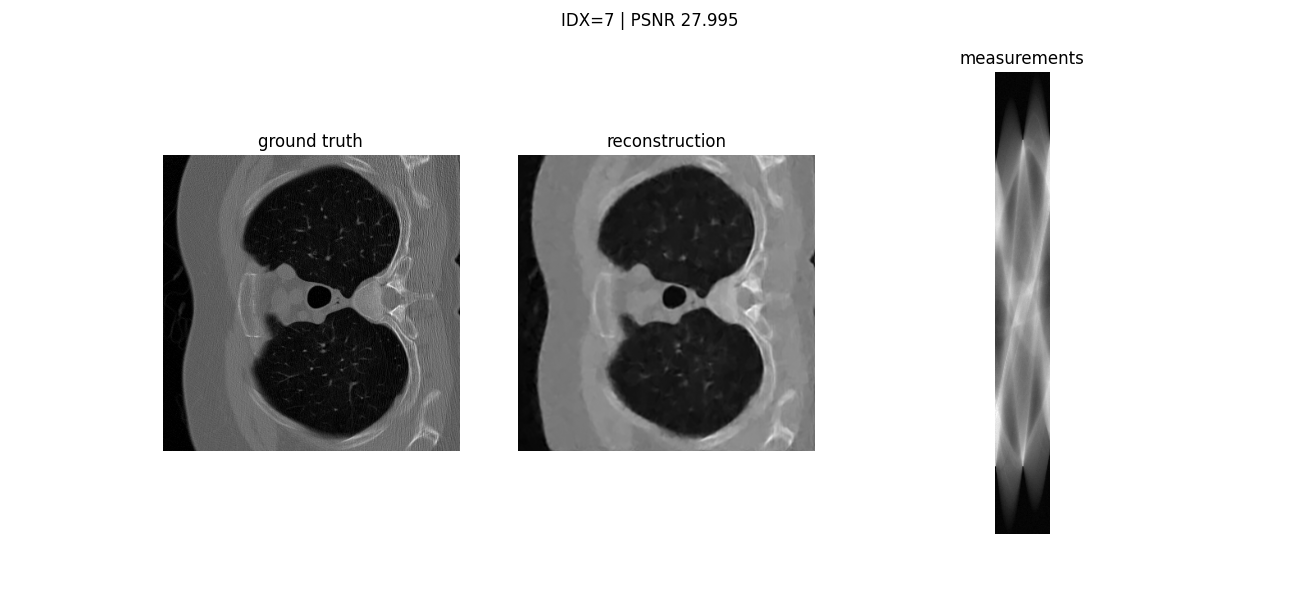 IDX=7 | PSNR 27.995
measurements
ground truth
reconstruction